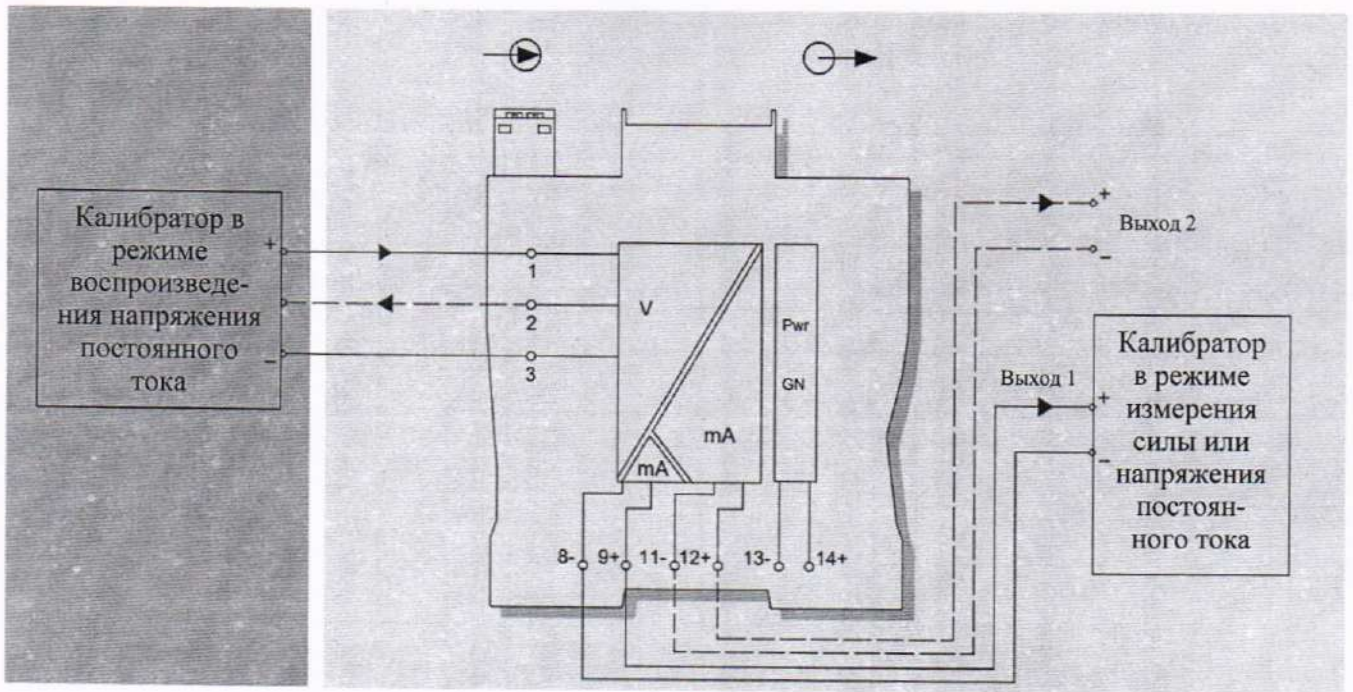 Калибратор в
режиме
воспроизведе-
ния напряжения
постоянного
тока
+
−
1
2
3
V
mA
mA
Pwr
GN
8-
9+
11-
12+
13-
14+
+
Выход 2
−
Выход 1
+
−
Калибратор
в режиме
измерения
силы или
напряжения
постоян-
ного тока